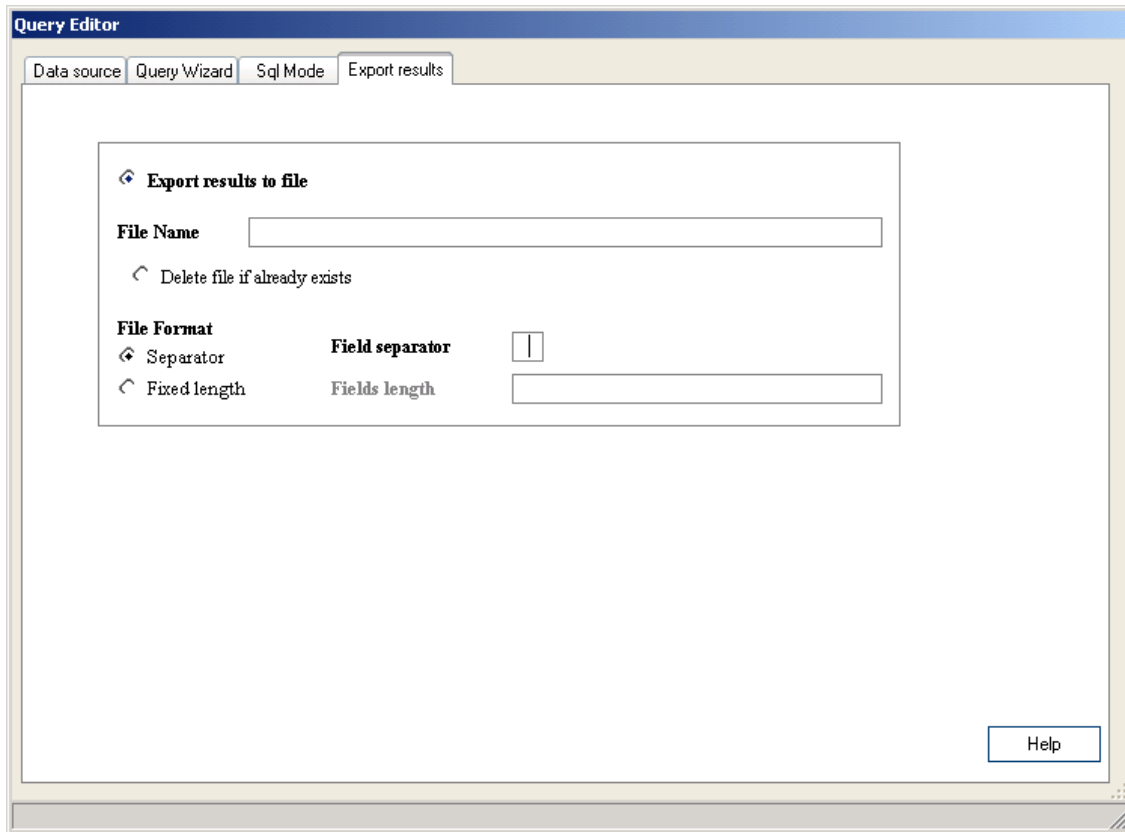 Query Editor
Data source Query Wizard Sql Mode Export results
Export results to file
File Name
Delete file if already exists
File Format
Separator Field separator |
Fixed length Fields length
Help